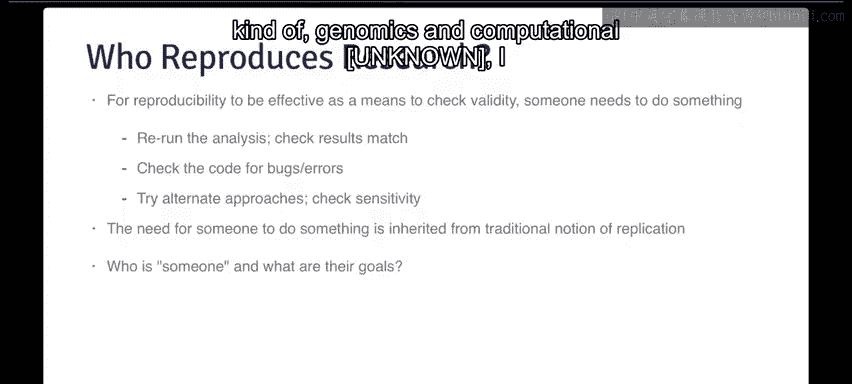 kind of, genomics and computational
[UNKNOWN], I
Who Reproduces Research?
· For reproducibility to be effective as a means to check validity, someone needs to do something
- Re-run the analysis; check results match
- Check the code for bugs/errors
- Try alternate approaches; check sensitivity
· The need for someone to do something is inherited from traditional notion of replication
· Who is "someone" and what are their goals?